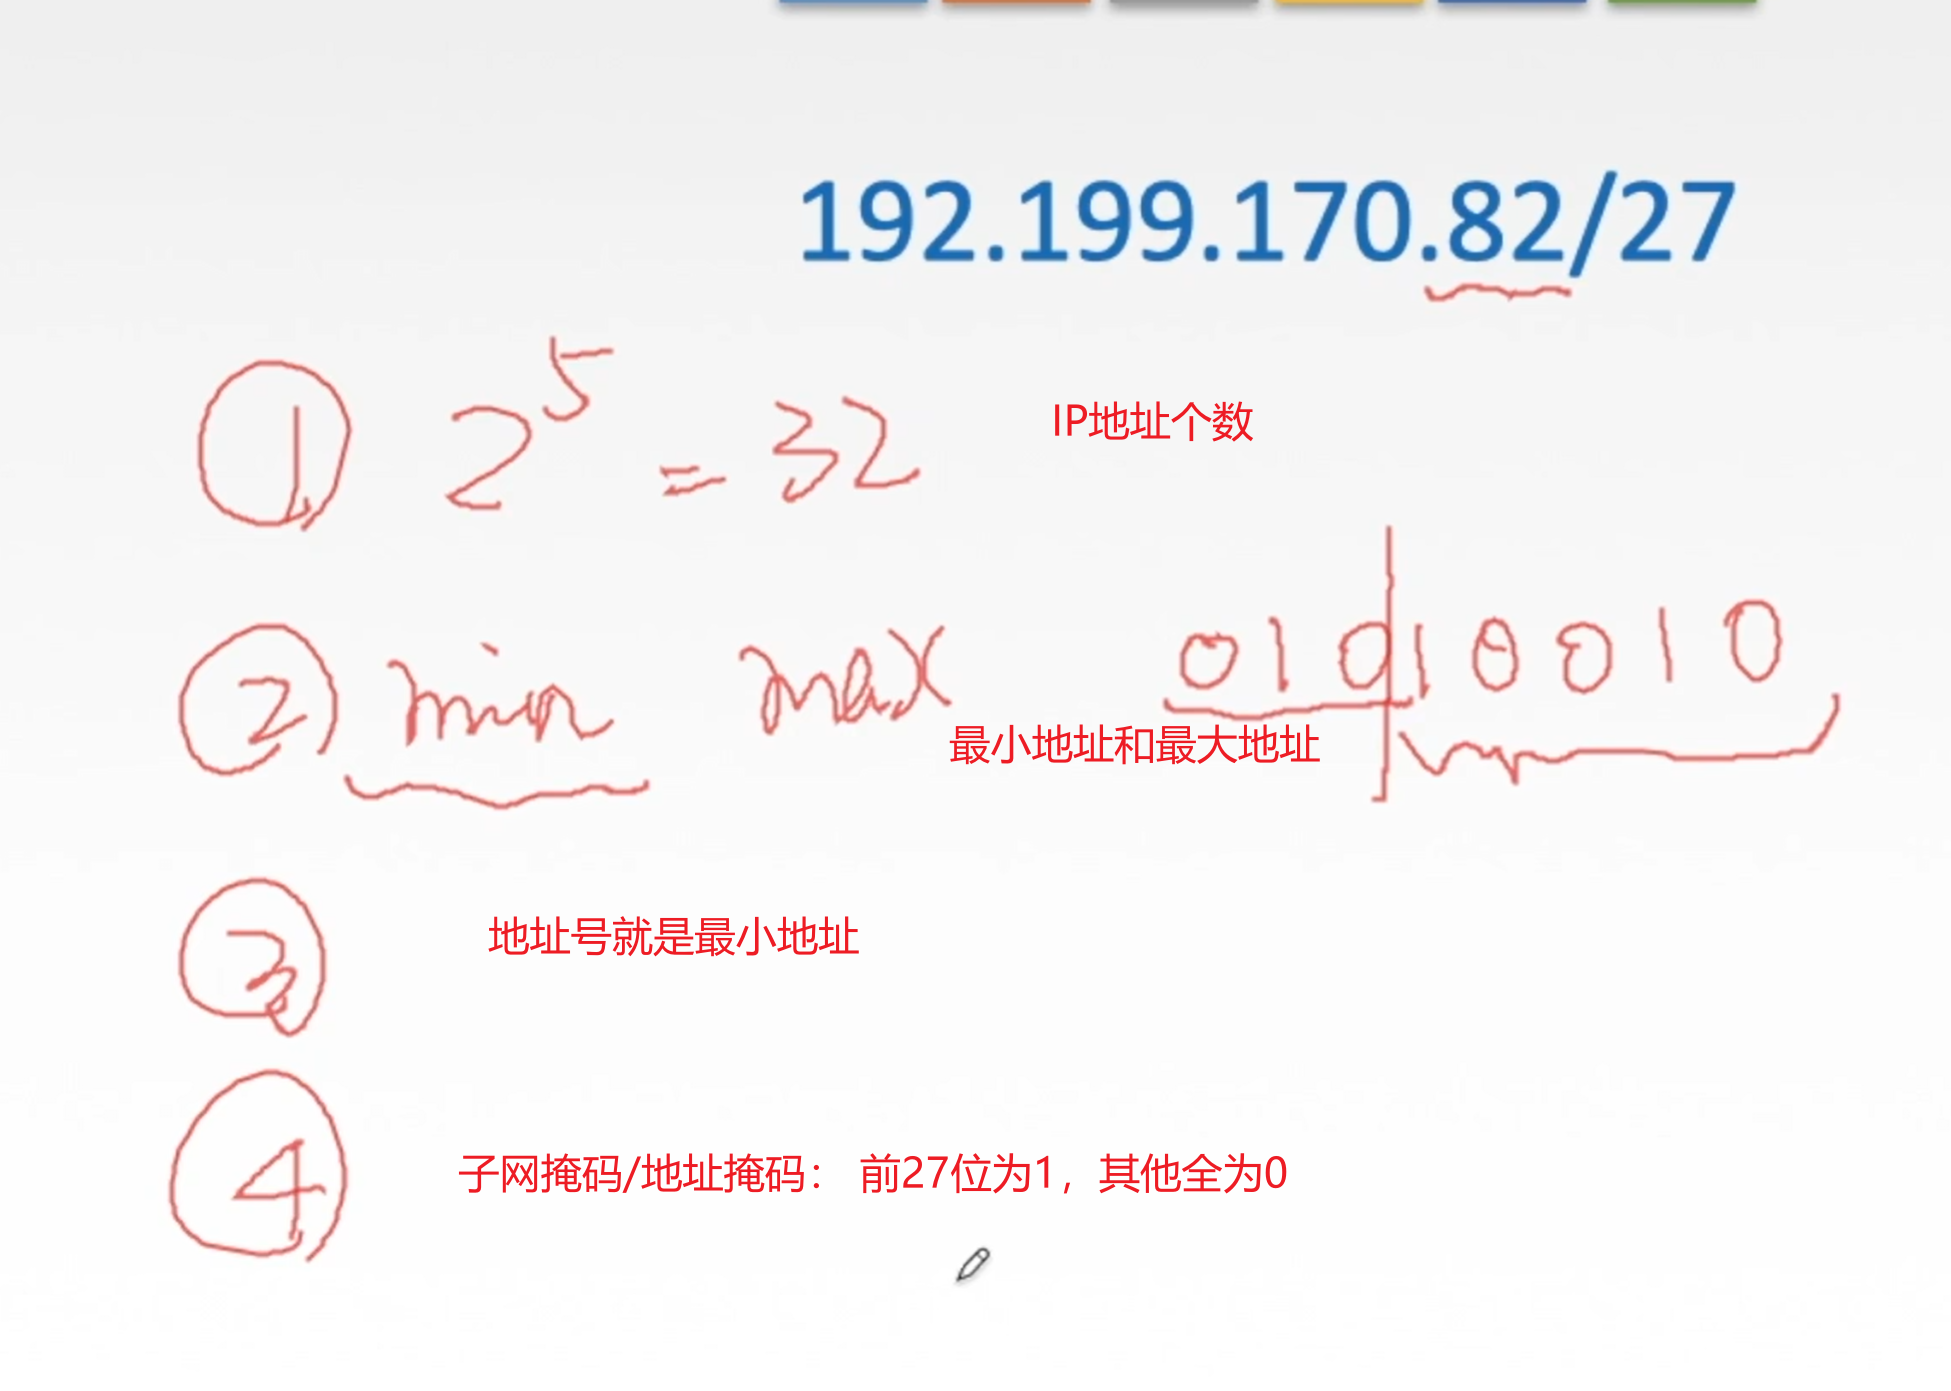 192.199.170.82/27
① 2⁵ = 32 IP地址个数
② min max 01010010
最小地址和最大地址
③ 地址号就是最小地址
④ 子网掩码/地址掩码： 前27位为1，其他全为0